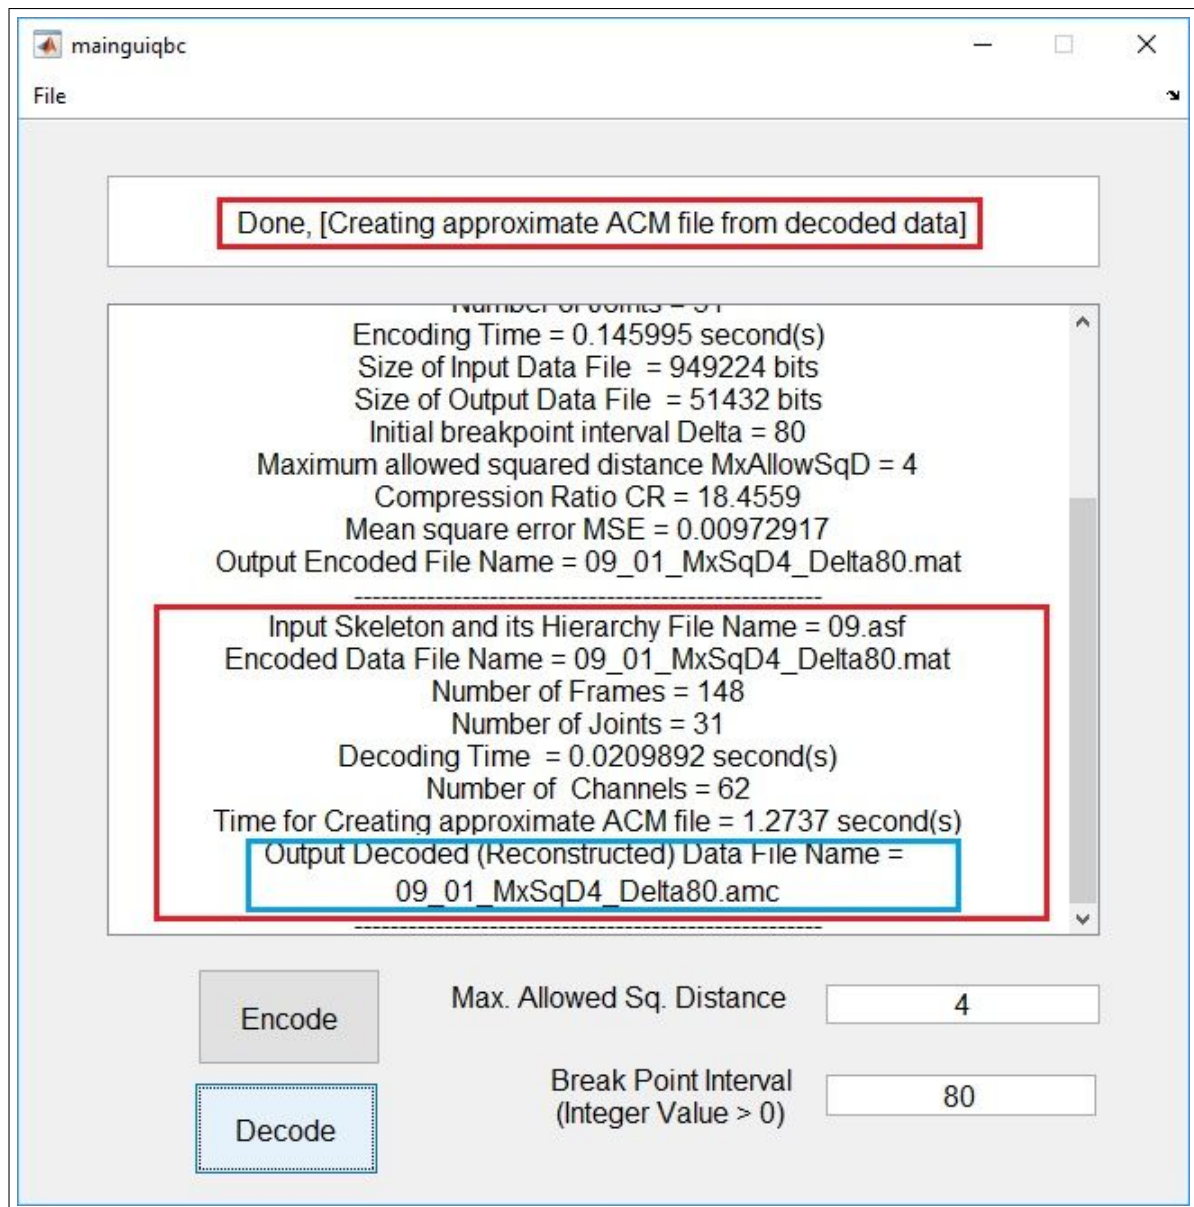 mainguiqbc
File
Done, [Creating approximate ACM file from decoded data]
Number of Joints = 31
Encoding Time = 0.145995 second(s)
Size of Input Data File = 949224 bits
Size of Output Data File = 51432 bits
Initial breakpoint interval Delta = 80
Maximum allowed squared distance MxAllowSqD = 4
Compression Ratio CR = 18.4559
Mean square error MSE = 0.00972917
Output Encoded File Name = 09_01_MxSqD4_Delta80.mat
----------------------------------------------------
Input Skeleton and its Hierarchy File Name = 09.asf
Encoded Data File Name = 09_01_MxSqD4_Delta80.mat
Number of Frames = 148
Number of Joints = 31
Decoding Time = 0.0209892 second(s)
Number of Channels = 62
Time for Creating approximate ACM file = 1.2737 second(s)
Output Decoded (Reconstructed) Data File Name =
09_01_MxSqD4_Delta80.amc
----------------------------------------------------
Encode
Max. Allowed Sq. Distance
4
Decode
Break Point Interval
(Integer Value > 0)
80